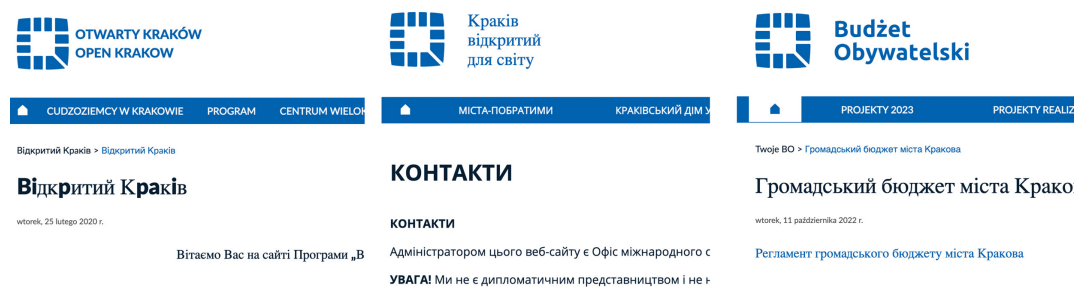 OTWARTY KRAKÓW
OPEN KRAKOW
CUDZOZIEMCY W KRAKOWIE PROGRAM CENTRUM
Відкритий Краків > Відкритий Краків
Відкритий Краків
wtorek, 25 lutego 2020 r.
Вітаємо Вас на сайті Програми „В
Краків
відкритий
для світу
МІСТА-ПОБРАТИМИ КРАКІВСЬКИЙ ДІМ У
КОНТАКТИ
КОНТАКТИ
Адміністратором цього веб-сайту є Офіс міжнародного с
УВАГА! Ми не є дипломатичним представництвом і не н
Budżet
Obywatelski
PROJEKTY 2023 PROJEKTY REALIZ
Twoje BO > Громадський бюджет міста Кракова
Громадський бюджет міста Крако
wtorek, 11 października 2022 r.
Регламент громадського бюджету міста Кракова